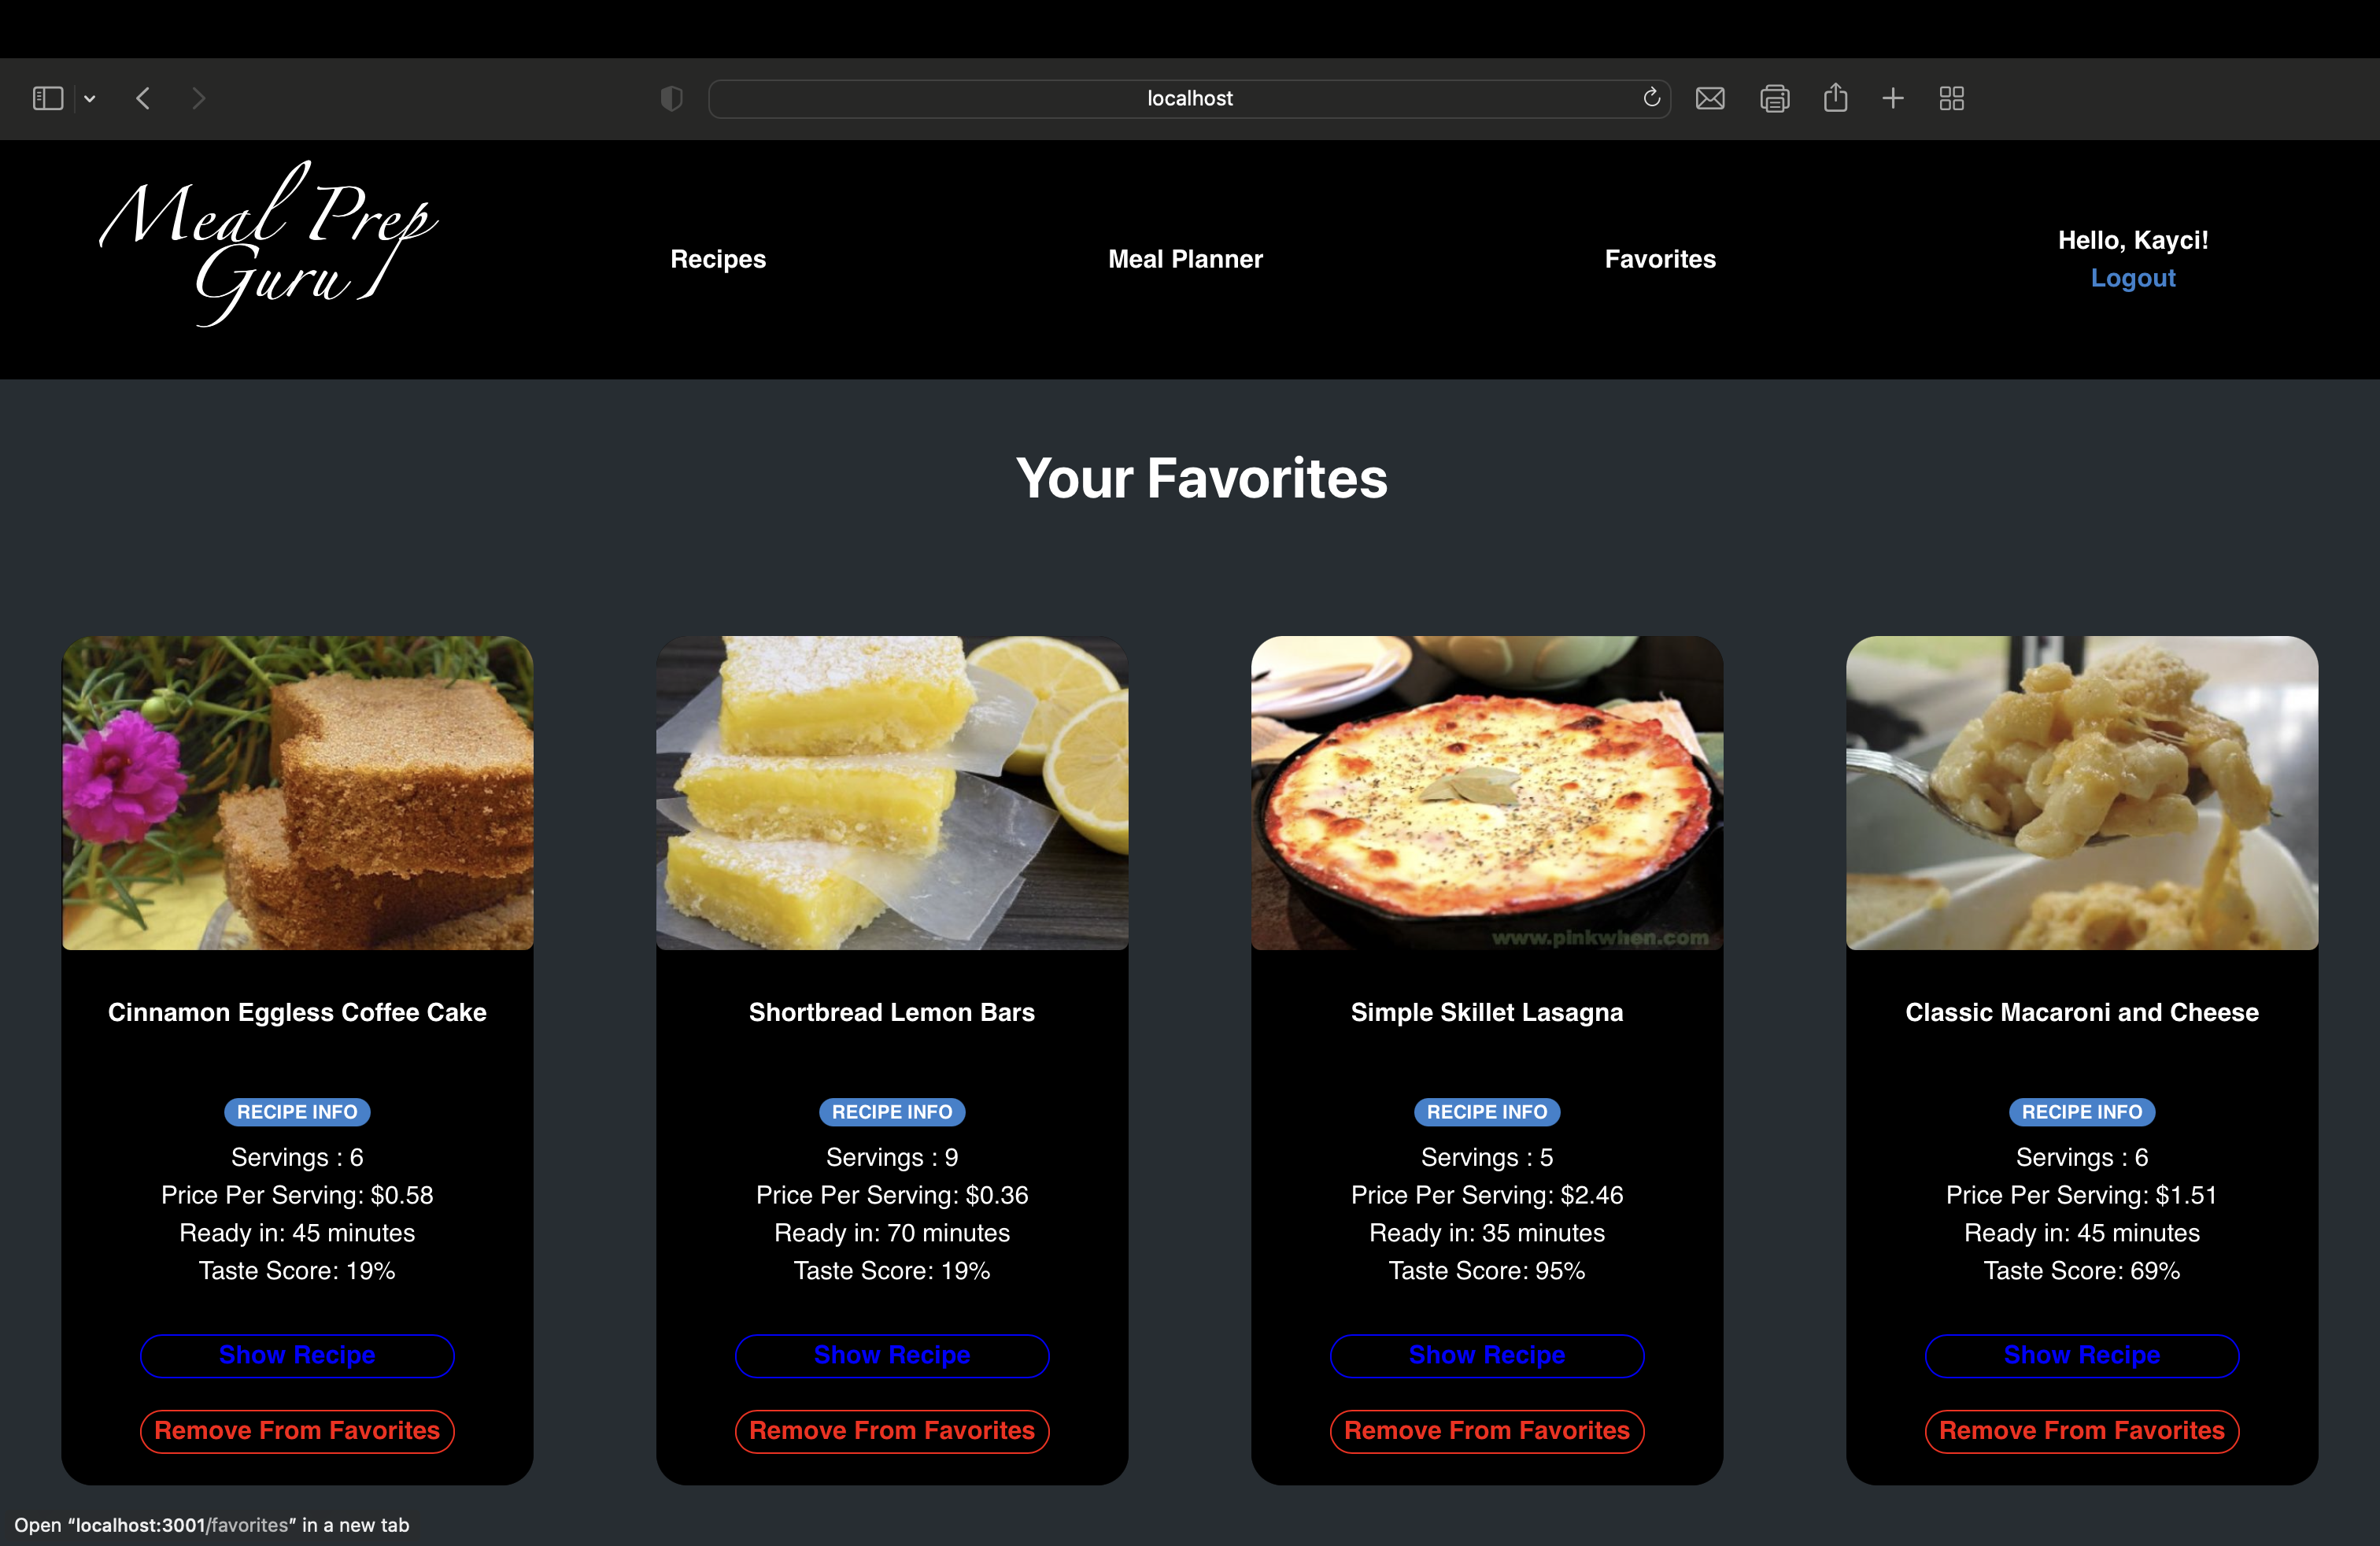 localhost
Meal Prep
Guru
Recipes
Meal Planner
Favorites
Hello, Kayci!
Logout
Your Favorites
www.pinkwhen.com
Cinnamon Eggless Coffee Cake
RECIPE INFO
Servings : 6
Price Per Serving: $0.58
Ready in: 45 minutes
Taste Score: 19%
Show Recipe
Remove From Favorites
Shortbread Lemon Bars
RECIPE INFO
Servings : 9
Price Per Serving: $0.36
Ready in: 70 minutes
Taste Score: 19%
Show Recipe
Remove From Favorites
Simple Skillet Lasagna
RECIPE INFO
Servings : 5
Price Per Serving: $2.46
Ready in: 35 minutes
Taste Score: 95%
Show Recipe
Remove From Favorites
Classic Macaroni and Cheese
RECIPE INFO
Servings : 6
Price Per Serving: $1.51
Ready in: 45 minutes
Taste Score: 69%
Show Recipe
Remove From Favorites
Open “localhost:3001/favorites” in a new tab